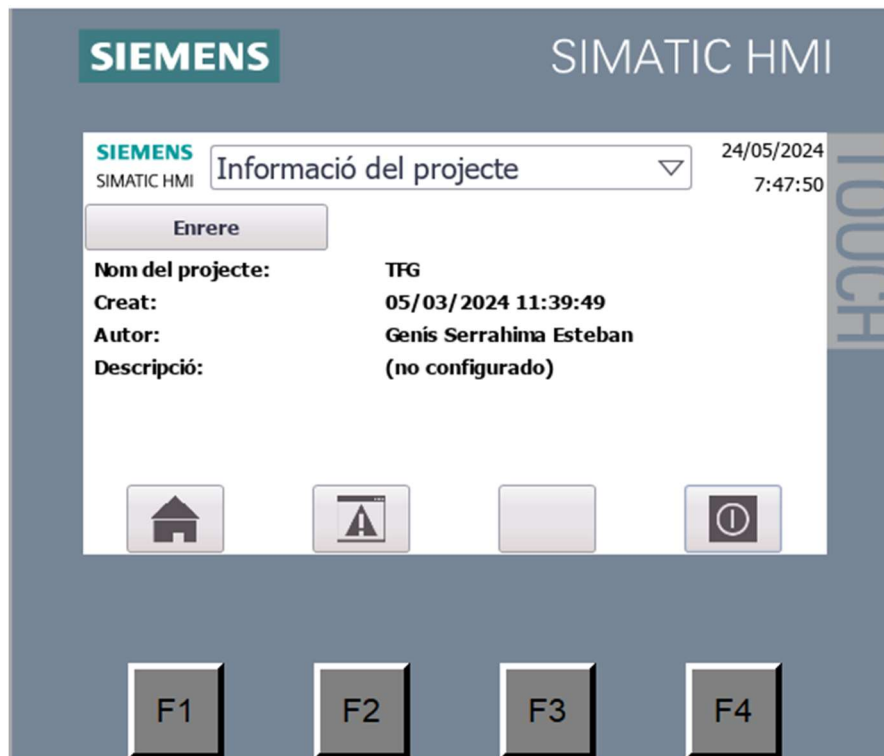 SIEMENS SIMATIC HMI
SIEMENS
SIMATIC HMI
Informació del projecte
24/05/2024
7:47:50
TOUCH
Enrere
Nom del projecte: TFG
Creat: 05/03/2024 11:39:49
Autor: Genís Serrahima Esteban
Descripció: (no configurado)
F1 F2 F3 F4